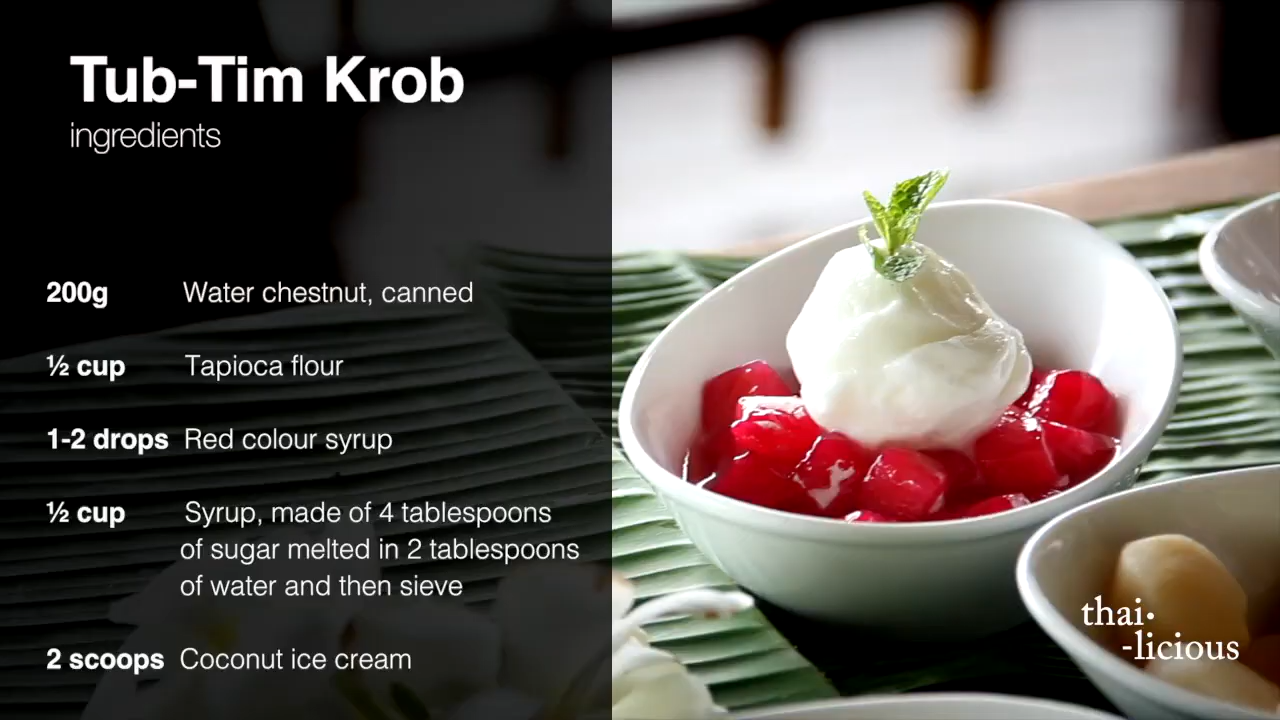 Tub-Tim Krob
ingredients
200g Water chestnut, canned
½ cup Tapioca flour
1-2 drops Red colour syrup
½ cup Syrup, made of 4 tablespoons
of sugar melted in 2 tablespoons
of water and then sieve
2 scoops Coconut ice cream
thai·
-licious